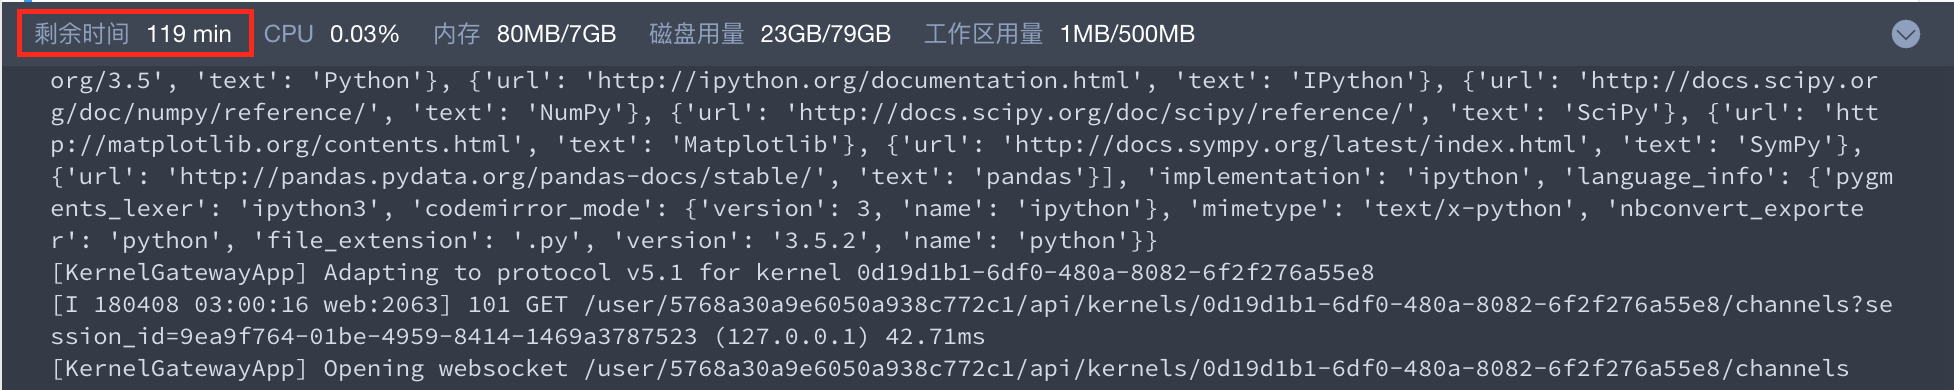 剩余时间 119 min CPU 0.03% 内存 80MB/7GB 磁盘用量 23GB/79GB 工作区用量 1MB/500MB
org/3.5', 'text': 'Python'}, {'url': 'http://ipython.org/documentation.html', 'text': 'IPython'}, {'url': 'http://docs.scipy.or
g/doc/numpy/reference/', 'text': 'NumPy'}, {'url': 'http://docs.scipy.org/doc/scipy/reference/', 'text': 'SciPy'}, {'url': 'htt
p://matplotlib.org/contents.html', 'text': 'Matplotlib'}, {'url': 'http://docs.sympy.org/latest/index.html', 'text': 'SymPy'},
{'url': 'http://pandas.pydata.org/pandas-docs/stable/', 'text': 'pandas'}], 'implementation': 'ipython', 'language_info': {'pygm
ents_lexer': 'ipython3', 'codemirror_mode': {'version': 3, 'name': 'ipython'}, 'mimetype': 'text/x-python', 'nbconvert_exporte
r': 'python', 'file_extension': '.py', 'version': '3.5.2', 'name': 'python'}}
[KernelGatewayApp] Adapting to protocol v5.1 for kernel 0d19d1b1-6df0-480a-8082-6f2f276a55e8
[I 180408 03:00:16 web:2063] 101 GET /user/5768a30a9e6050a938c772c1/api/kernels/0d19d1b1-6df0-480a-8082-6f2f276a55e8/channels?se
ssion_id=9ea9f764-01be-4959-8414-1469a3787523 (127.0.0.1) 42.71ms
[KernelGatewayApp] Opening websocket /user/5768a30a9e6050a938c772c1/api/kernels/0d19d1b1-6df0-480a-8082-6f2f276a55e8/channels